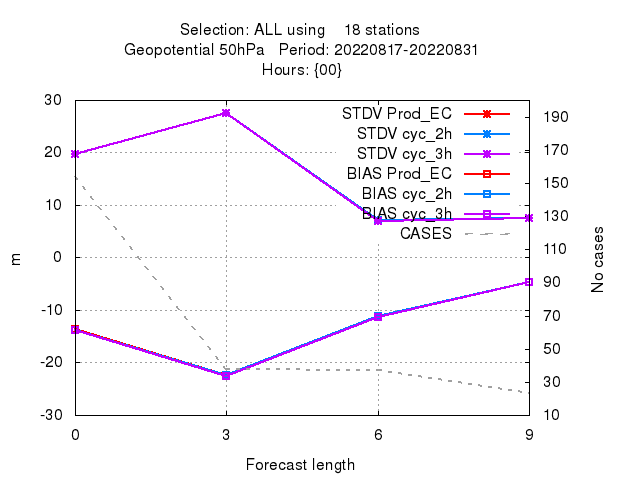 Selection: ALL using    18 stations
Geopotential 50hPa   Period: 20220817-20220831
Hours: {00}
30
20
10
0
-10
-20
-30
m
190
170
150
130
110
90
70
50
30
10
No cases
STDV Prod_EC
STDV cyc_2h
STDV cyc_3h
BIAS Prod_EC
BIAS cyc_2h
BIAS cyc_3h
CASES
0 3 6 9
Forecast length